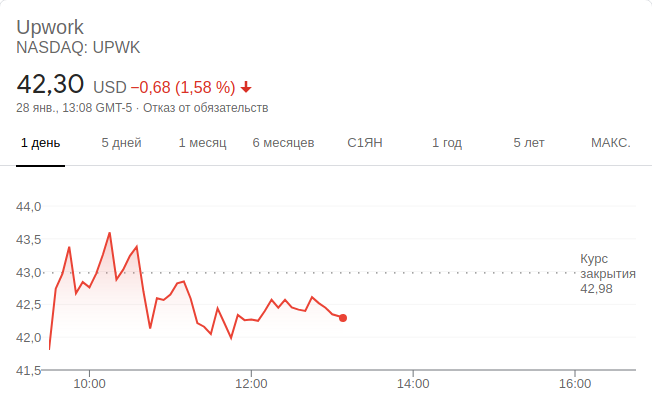 Upwork
NASDAQ: UPWK
42,30 USD −0,68 (1,58 %)
28 янв., 13:08 GMT-5 · Отказ от обязательств
1 день 5 дней 1 месяц 6 месяцев С1ЯН 1 год 5 лет МАКС.
44,0
43,5
43,0
42,5
42,0
41,5
Курс
закрытия
42,98
10:00 12:00 14:00 16:00